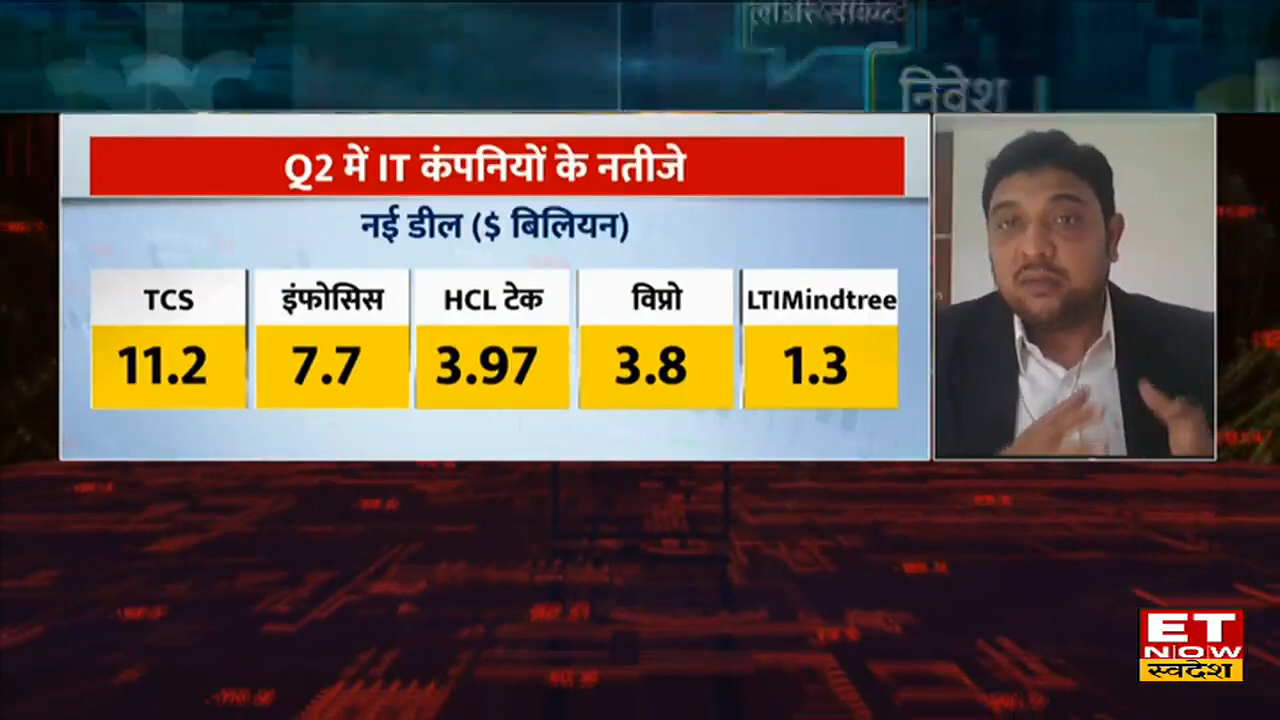 निवेश
Q2 में IT कंपनियों के नतीजे
नई डील ($ बिलियन)
TCS
इंफोसिस
HCL टेक
विप्रो
LTIMindtree
11.2
7.7
3.97
3.8
1.3
ET
NOW
स्वदेश